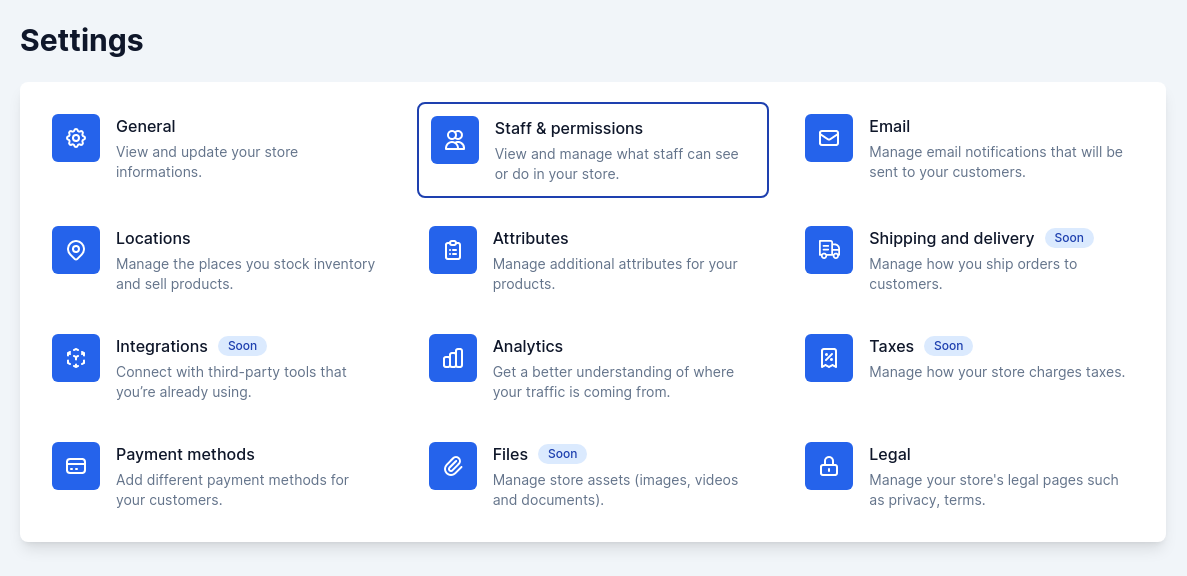 Settings
General
View and update your store
informations.
Staff & permissions
View and manage what staff can see
or do in your store.
Email
Manage email notifications that will be
sent to your customers.
Locations
Manage the places you stock inventory
and sell products.
Attributes
Manage additional attributes for your
products.
Shipping and delivery Soon
Manage how you ship orders to
customers.
Integrations Soon
Connect with third-party tools that
you’re already using.
Analytics
Get a better understanding of where
your traffic is coming from.
Taxes Soon
Manage how your store charges taxes.
Payment methods
Add different payment methods for
your customers.
Files Soon
Manage store assets (images, videos
and documents).
Legal
Manage your store's legal pages such
as privacy, terms.